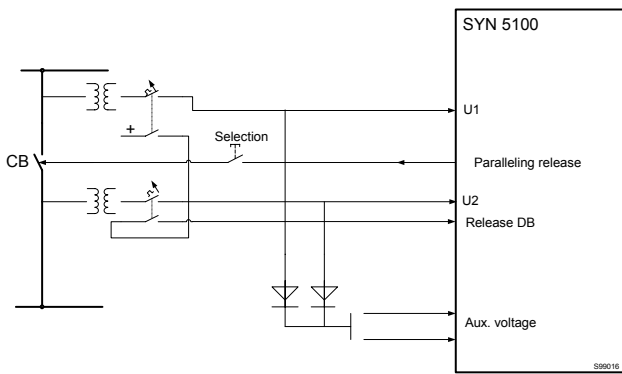 SYN 5100
U1
+
Selection
CB
Paralleling release
U2
Release DB
Aux. voltage
S99016